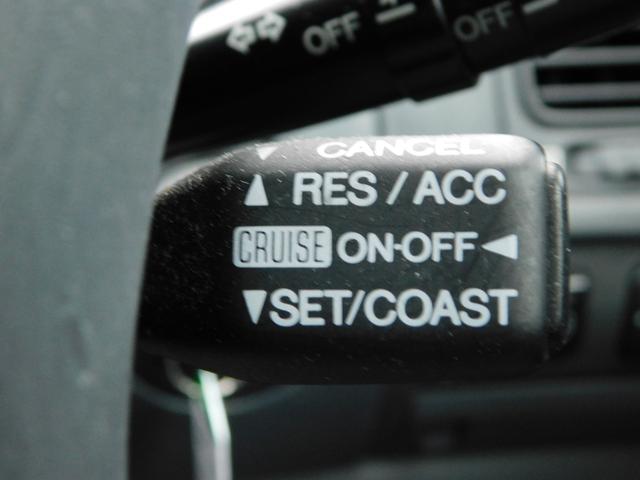 OFF OFF
CANCEL
RES / ACC
CRUISE ON-OFF
SET/COAST